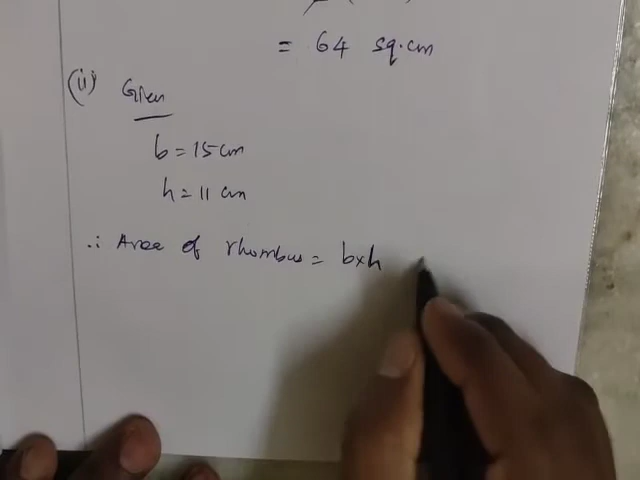 = 64 sq.cm
(ii) Given
b = 15 cm
h = 11 cm
∴ Area of rhombus = b×h